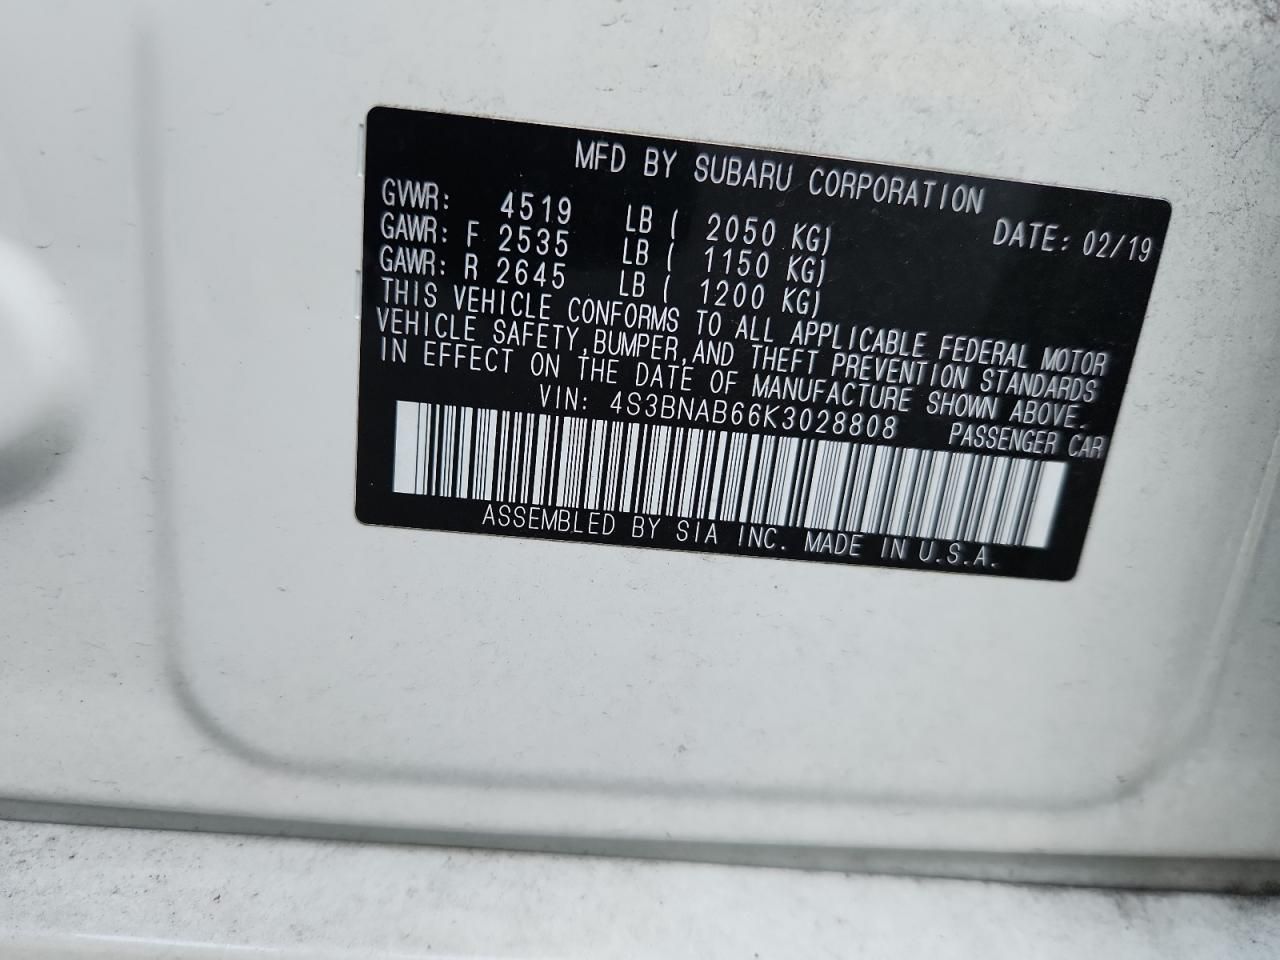 MFD BY SUBARU CORPORATION
DATE: 02/19
GVWR: 4519 LB ( 2050 KG)
GAWR: F 2535 LB ( 1150 KG)
GAWR: R 2645 LB ( 1200 KG)
THIS VEHICLE CONFORMS TO ALL APPLICABLE FEDERAL MOTOR
VEHICLE SAFETY,BUMPER,AND THEFT PREVENTION STANDARDS
IN EFFECT ON THE DATE OF MANUFACTURE SHOWN ABOVE.
VIN: 4S3BNAB66K3028808 PASSENGER CAR
ASSEMBLED BY SIA INC. MADE IN U.S.A.